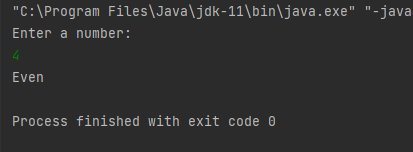 "C:\Program Files\Java\jdk-11\bin\java.exe" "-java
Enter a number:
4
Even
Process finished with exit code 0